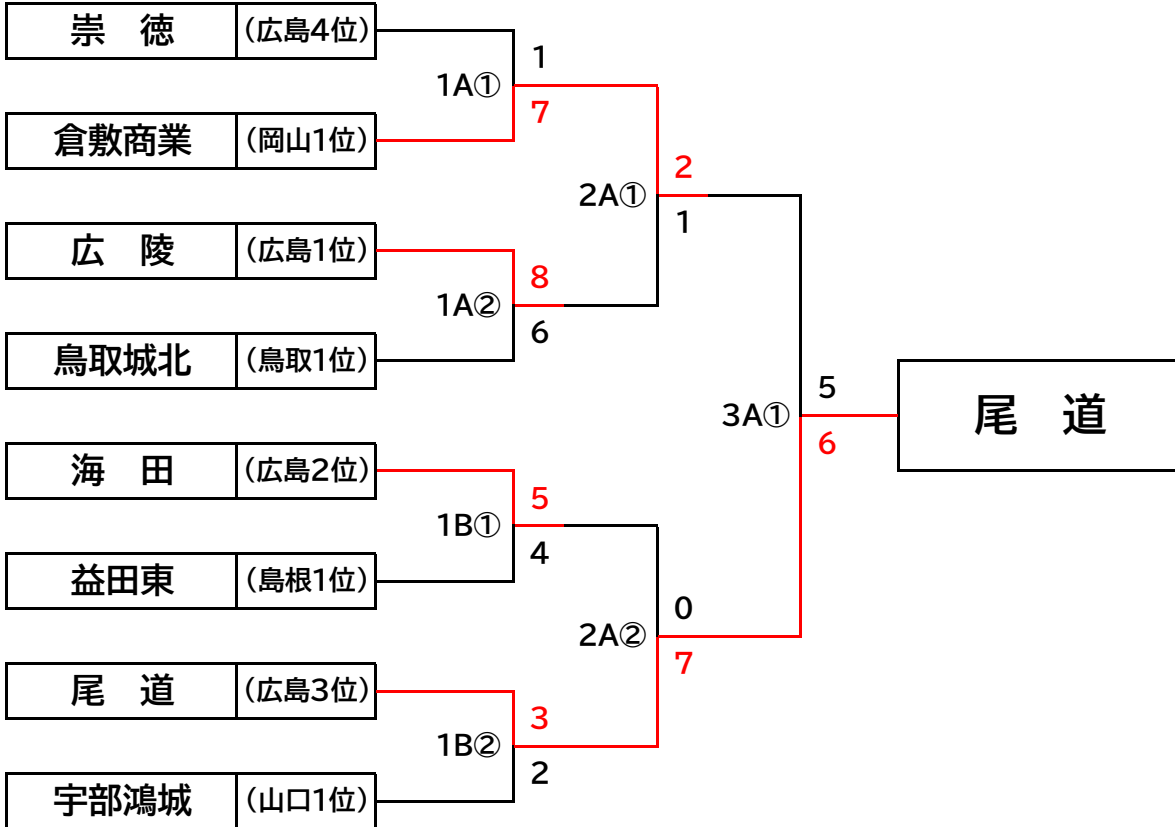 崇　徳 (広島4位)
1
1A①
7
倉敷商業 (岡山1位)
2
2A①
1
広　陵 (広島1位)
8
1A②
6
鳥取城北 (鳥取1位)
5
3A①
6
尾　道
海　田 (広島2位)
5
1B①
4
益田東 (島根1位)
0
2A②
7
尾　道 (広島3位)
3
1B②
2
宇部鴻城 (山口1位)